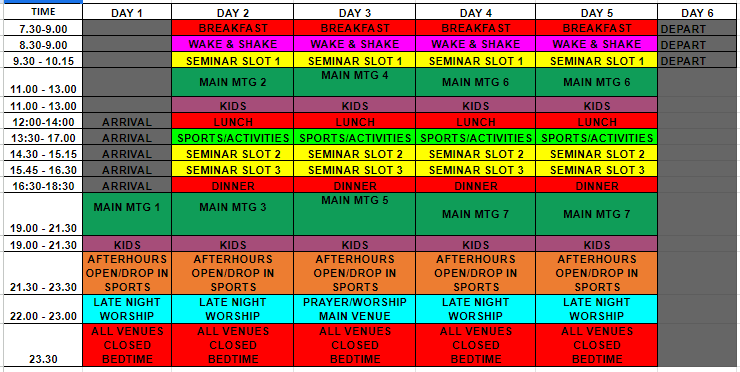 TIME DAY 1 DAY 2 DAY 3 DAY 4 DAY 5 DAY 6
7.30-9.00 BREAKFAST BREAKFAST BREAKFAST BREAKFAST DEPART
8.30-9.00 WAKE & SHAKE WAKE & SHAKE WAKE & SHAKE WAKE & SHAKE DEPART
9.30 - 10.15 SEMINAR SLOT 1 SEMINAR SLOT 1 SEMINAR SLOT 1 SEMINAR SLOT 1 DEPART
11.00 - 13.00 MAIN MTG 2 MAIN MTG 4 MAIN MTG 6 MAIN MTG 6
11.00 - 13.00 KIDS KIDS KIDS KIDS
12:00-14:00 ARRIVAL LUNCH LUNCH LUNCH LUNCH
13:30- 17.00 ARRIVAL SPORTS/ACTIVITIES SPORTS/ACTIVITIES SPORTS/ACTIVITIES SPORTS/ACTIVITIES
14.30 - 15.15 ARRIVAL SEMINAR SLOT 2 SEMINAR SLOT 2 SEMINAR SLOT 2 SEMINAR SLOT 2
15.45 - 16.30 ARRIVAL SEMINAR SLOT 3 SEMINAR SLOT 3 SEMINAR SLOT 3 SEMINAR SLOT 3
16:30-18:30 ARRIVAL DINNER DINNER DINNER DINNER
19.00 - 21.30 MAIN MTG 1 MAIN MTG 3 MAIN MTG 5 MAIN MTG 7 MAIN MTG 7
19.00 - 21.30 KIDS KIDS KIDS KIDS KIDS
AFTERHOURS AFTERHOURS AFTERHOURS AFTERHOURS AFTERHOURS
OPEN/DROP IN OPEN/DROP IN OPEN/DROP IN OPEN/DROP IN OPEN/DROP IN
21.30 - 23.30 SPORTS SPORTS SPORTS SPORTS SPORTS
LATE NIGHT LATE NIGHT PRAYER/WORSHIP LATE NIGHT LATE NIGHT
22.00 - 23.00 WORSHIP WORSHIP MAIN VENUE WORSHIP WORSHIP
ALL VENUES ALL VENUES ALL VENUES ALL VENUES ALL VENUES
CLOSED CLOSED CLOSED CLOSED CLOSED
23.30 BEDTIME BEDTIME BEDTIME BEDTIME BEDTIME